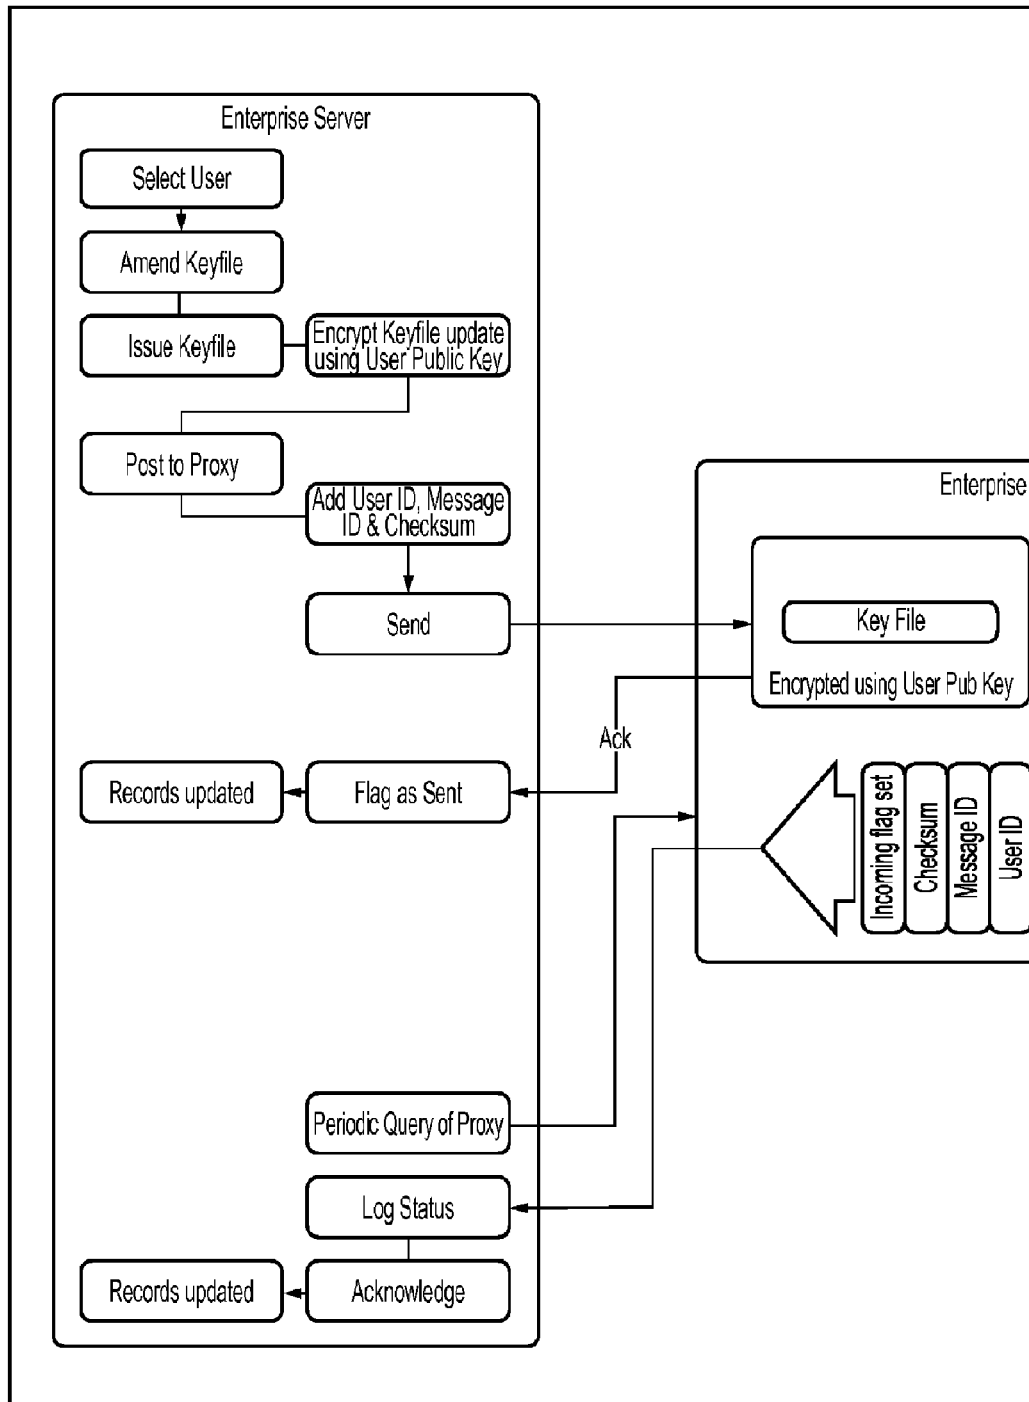 Enterprise Server
Select User
Amend Keyfile
Issue Keyfile
Encrypt Keyfile update
using User Public Key
Post to Proxy
Add User ID, Message
ID & Checksum
Send
Records updated
Flag as Sent
Ack
Enterprise
Key File
Encrypted using User Pub Key
Incoming flag set
Checksum
Message ID
User ID
Periodic Query of Proxy
Log Status
Records updated
Acknowledge